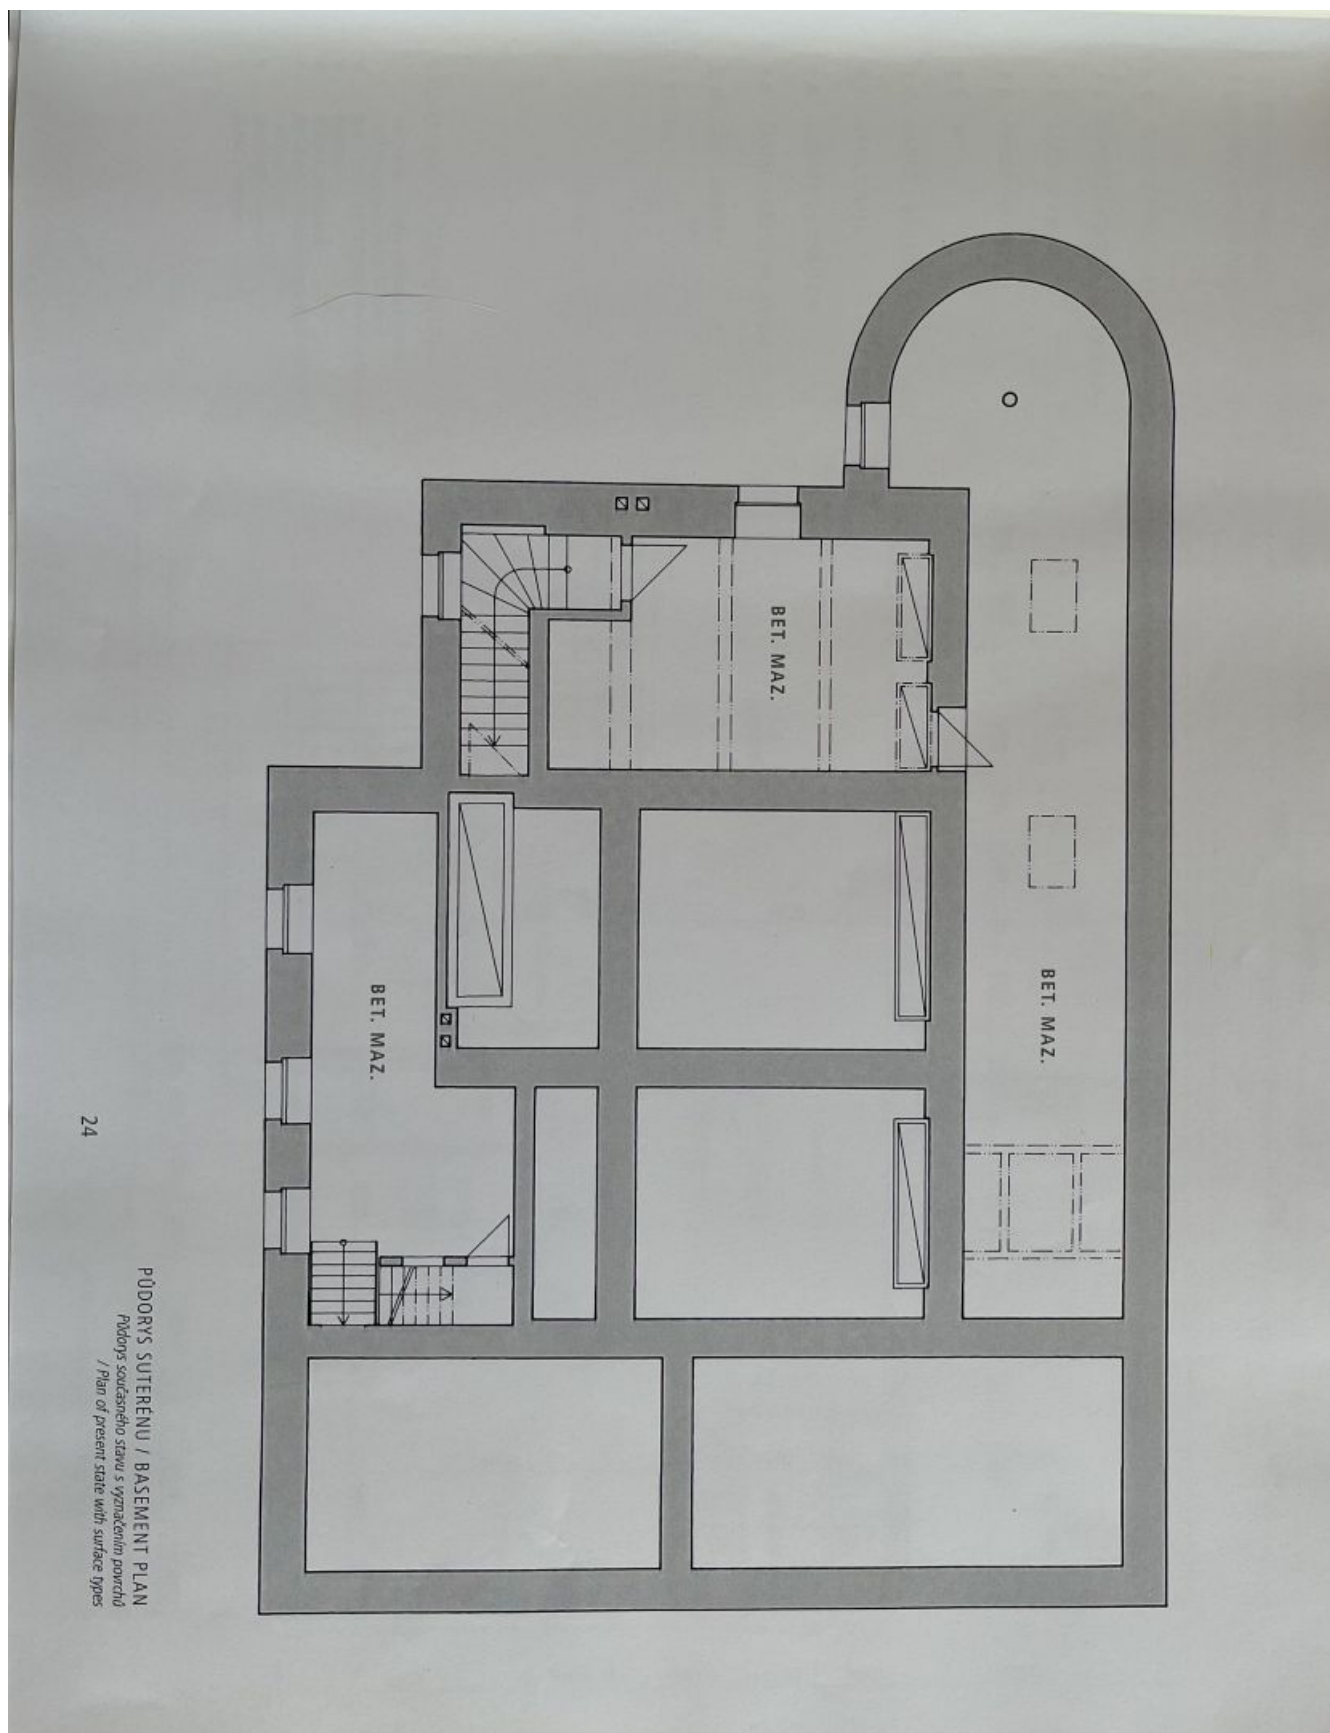 BET. MAZ.
BET. MAZ.
BET. MAZ.
PŮDORYS SUTERÉNU / BASEMENT PLAN
Půdorys současného stavu s vyznačením povrchů
/ Plan of present state with surface types
24